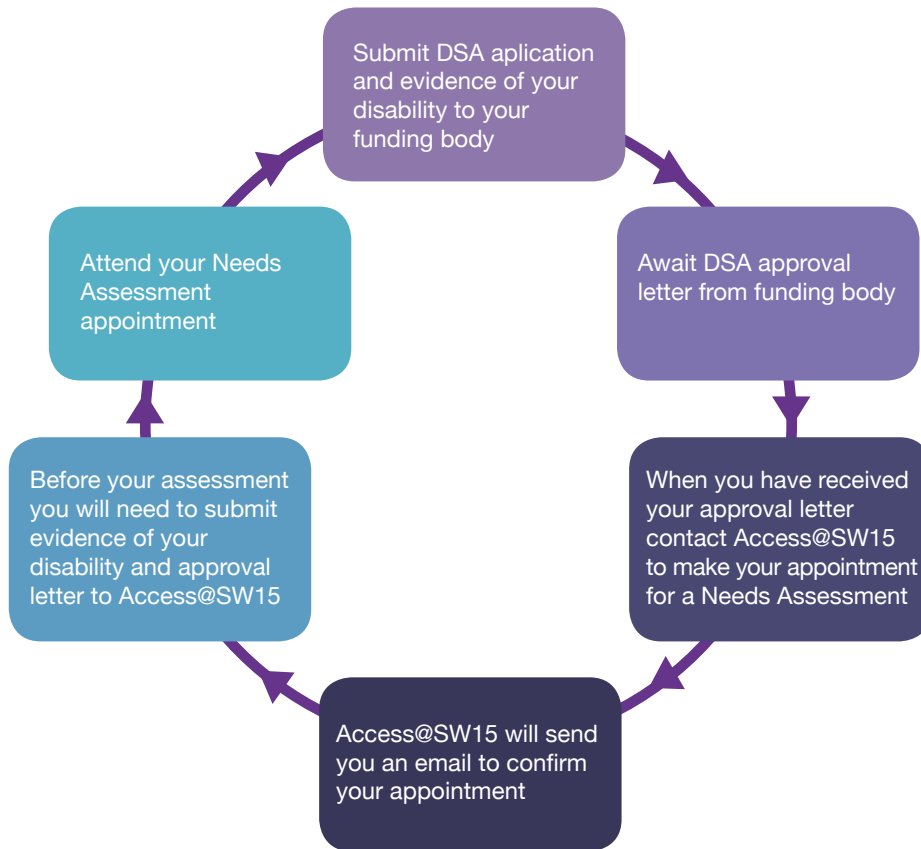 Submit DSA aplication
and evidence of your
disability to your
funding body
Await DSA approval
letter from funding body
When you have received
your approval letter
contact Access@SW15
to make your appointment
for a Needs Assessment
Access@SW15 will send
you an email to confirm
your appointment
Before your assessment
you will need to submit
evidence of your
disability and approval
letter to Access@SW15
Attend your Needs
Assessment
appointment